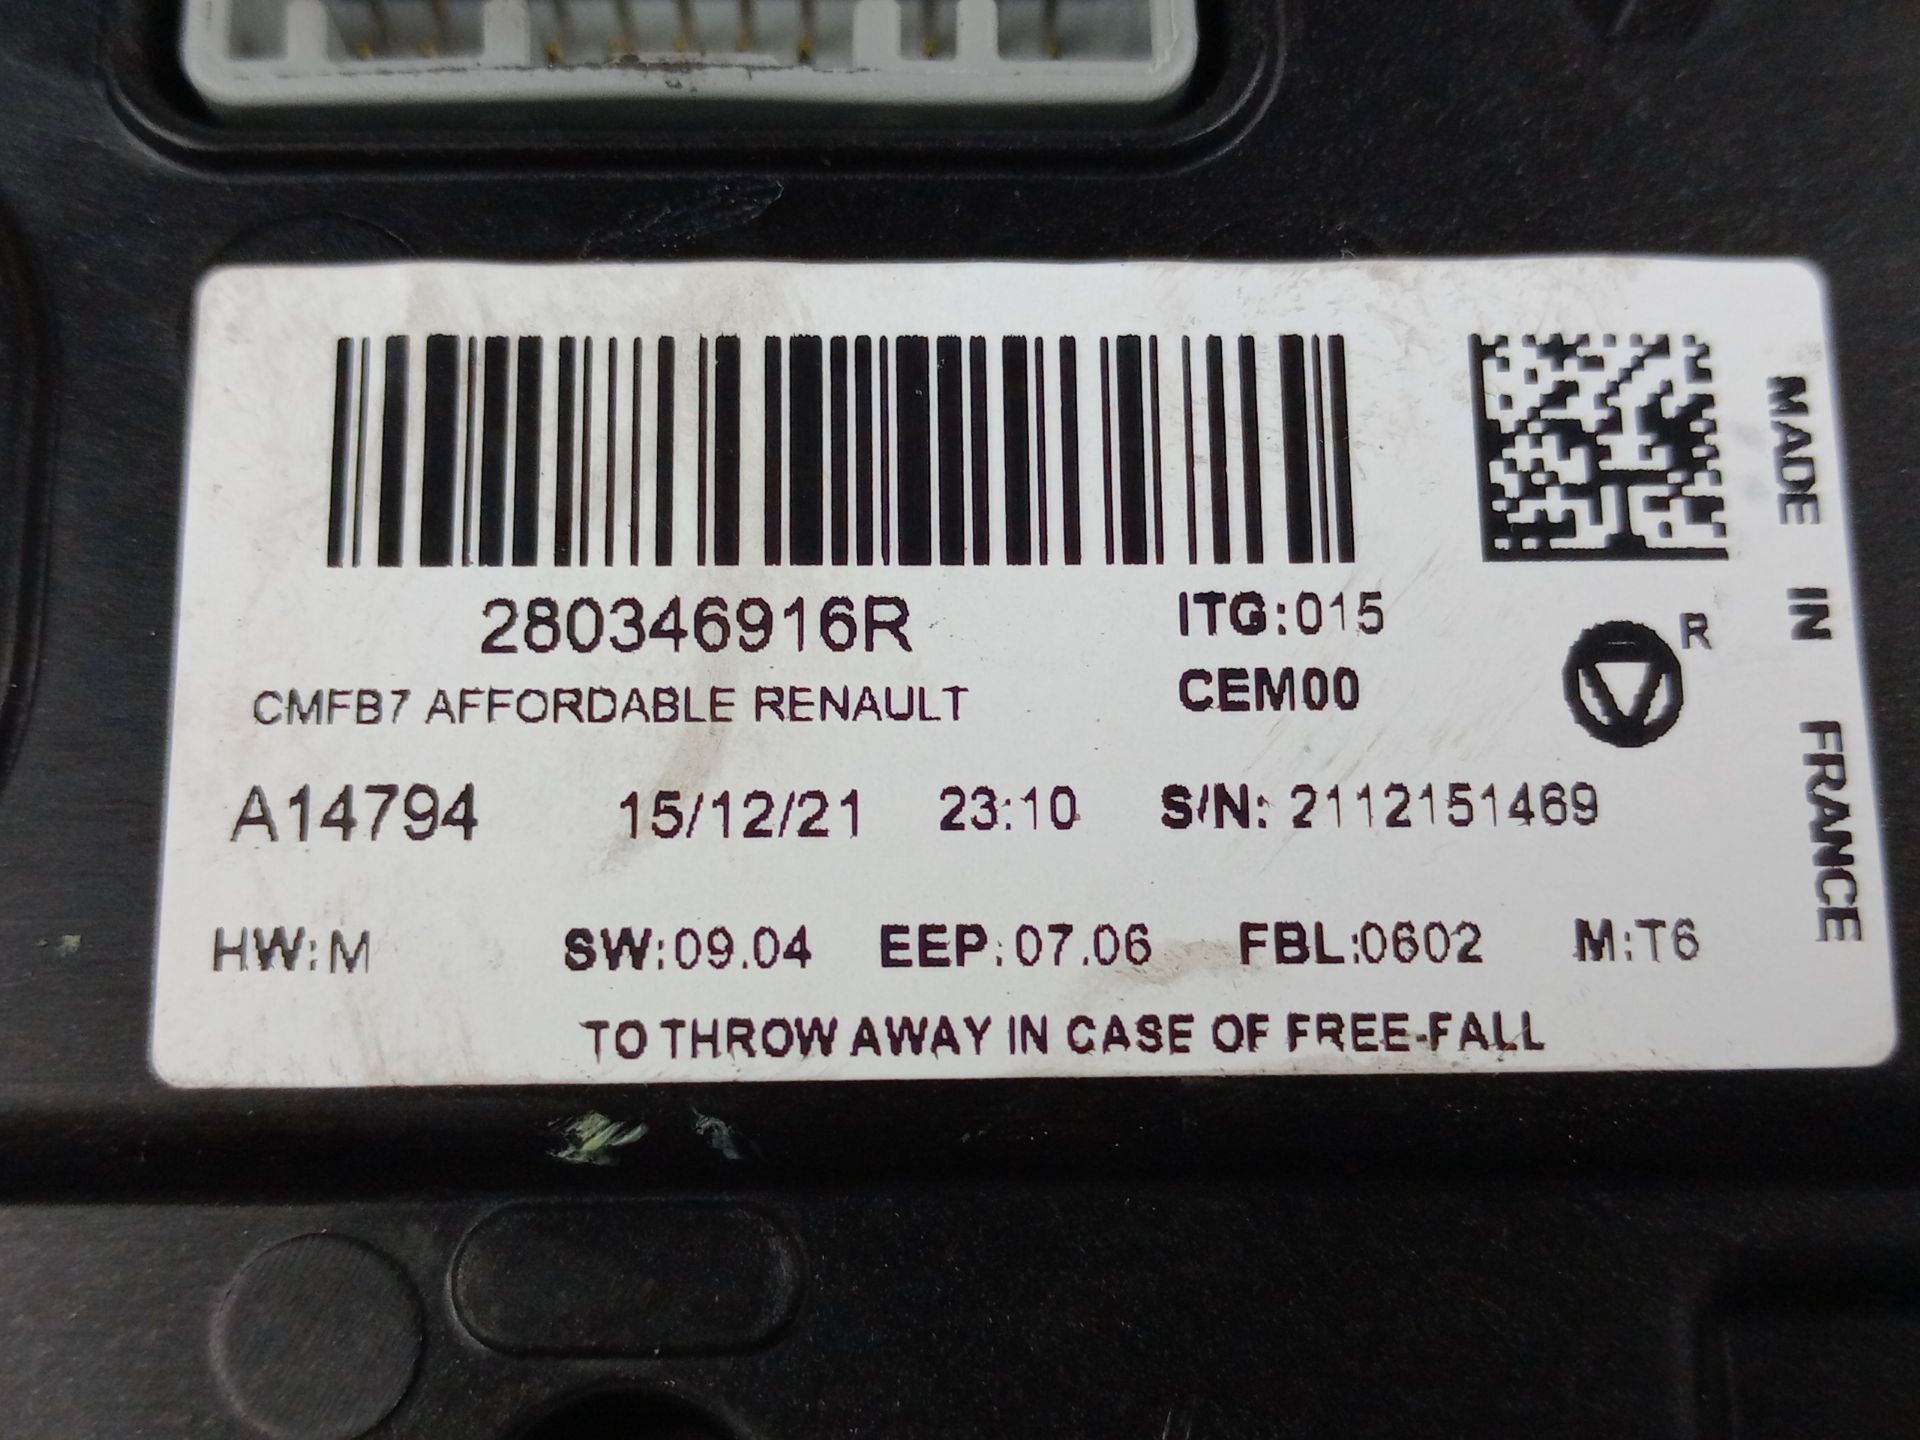 280346916R
ITG:015
CMFB7 AFFORDABLE RENAULT
CEM00
R
A14794 15/12/21 23:10 S/N: 2112151469
HW:M SW:09.04 EEP:07.06 FBL:0602 M:T6
TO THROW AWAY IN CASE OF FREE-FALL
MADE IN FRANCE